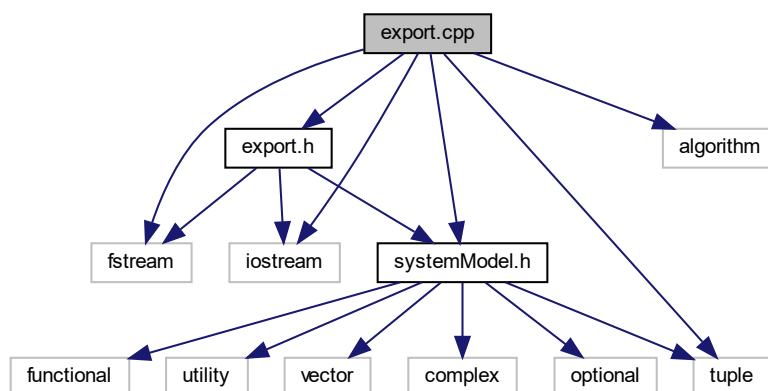 export.cpp
export.h
algorithm
fstream
iostream
systemModel.h
functional
utility
vector
complex
optional
tuple